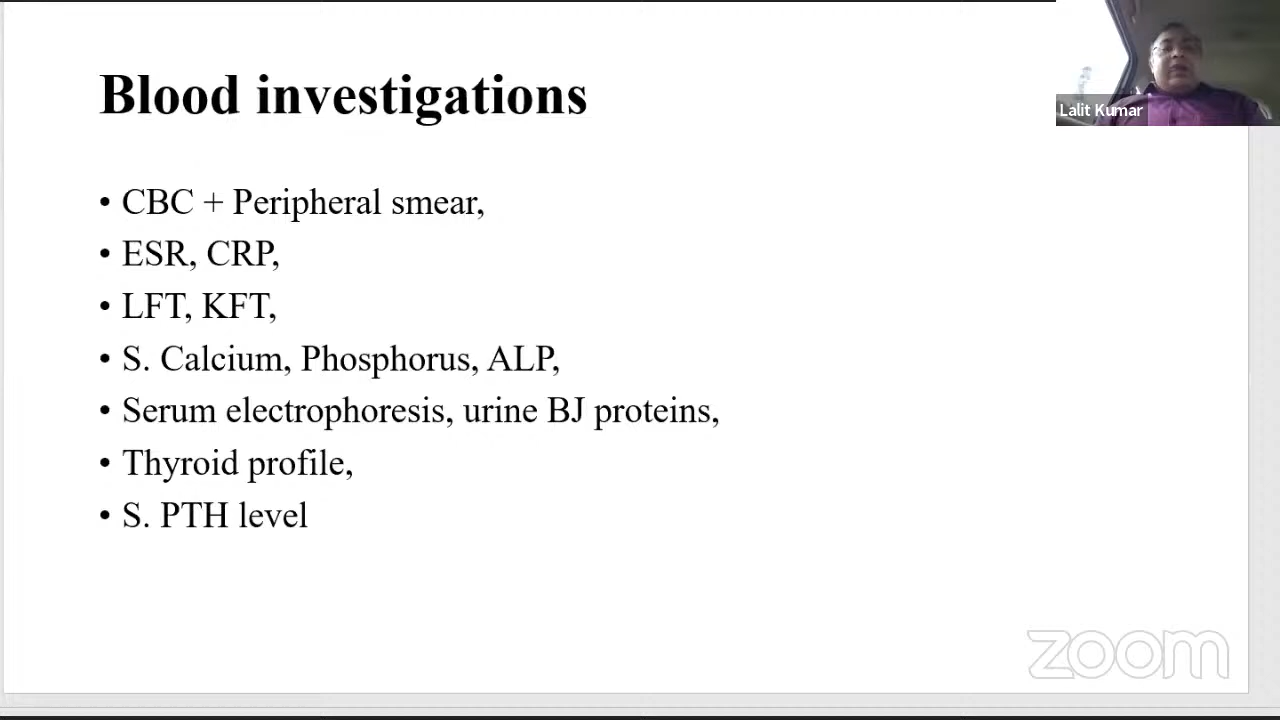 Blood investigations
Lalit Kumar
• CBC + Peripheral smear,
• ESR, CRP,
• LFT, KFT,
• S. Calcium, Phosphorus, ALP,
• Serum electrophoresis, urine BJ proteins,
• Thyroid profile,
• S. PTH level
zoom